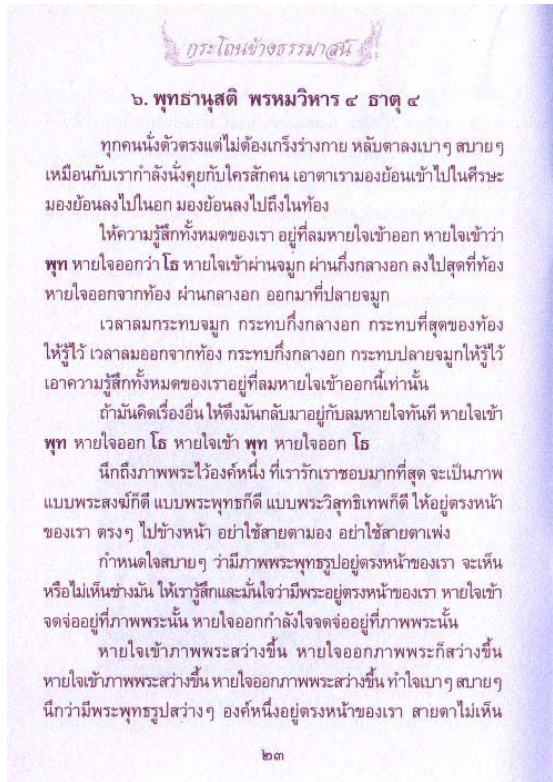 กระโถนข้างธรรมาสน์
๖. พุทธานุสติ พรหมวิหาร ๔ ธาตุ ๔
ทุกคนนั่งตัวตรงแต่ไม่ต้องเกร็งร่างกาย หลับตาลงเบาๆ สบายๆ
เหมือนกับเรากำลังนั่งคุยกับใครสักคน เอาตาเรามองย้อนเข้าไปในศีรษะ
มองย้อนลงไปในอก มองย้อนลงไปถึงในท้อง
ให้ความรู้สึกทั้งหมดของเรา อยู่ที่ลมหายใจเข้าออก หายใจเข้าว่า
พุท หายใจออกว่า โธ หายใจเข้าผ่านจมูก ผ่านกึ่งกลางอก ลงไปสุดที่ท้อง
หายใจออกจากท้อง ผ่านกลางอก ออกมาที่ปลายจมูก
เวลาลมกระทบจมูก กระทบกึ่งกลางอก กระทบที่สุดของท้อง
ให้รู้ไว้ เวลาลมออกจากท้อง กระทบกึ่งกลางอก กระทบปลายจมูกให้รู้ไว้
เอาความรู้สึกทั้งหมดของเราอยู่ที่ลมหายใจเข้าออกนี้เท่านั้น
ถ้ามันคิดเรื่องอื่น ให้ดึงมันกลับมาอยู่กับลมหายใจทันที หายใจเข้า
พุท หายใจออก โธ หายใจเข้า พุท หายใจออก โธ
นึกถึงภาพพระไว้องค์หนึ่ง ที่เรารักเราชอบมากที่สุด จะเป็นภาพ
แบบพระสงฆ์ก็ดี แบบพระพุทธก็ดี แบบพระวิสุทธิเทพก็ดี ให้อยู่ตรงหน้า
ของเรา ตรงๆ ไปข้างหน้า อย่าใช้สายตามอง อย่าใช้สายตาเพ่ง
กำหนดใจสบายๆ ว่ามีภาพพระพุทธรูปอยู่ตรงหน้าของเรา จะเห็น
หรือไม่เห็นช่างมัน ให้เรารู้สึกและมั่นใจว่ามีพระอยู่ตรงหน้าของเรา หายใจเข้า
จดจ่ออยู่ที่ภาพพระนั้น หายใจออกกำลังใจจดจ่ออยู่ที่ภาพพระนั้น
หายใจเข้าภาพพระสว่างขึ้น หายใจออกภาพพระก็สว่างขึ้น
หายใจเข้าภาพพระสว่างขึ้น หายใจออกภาพพระสว่างขึ้น ทำใจเบาๆ สบายๆ
นึกว่ามีพระพุทธรูปสว่างๆ องค์หนึ่งอยู่ตรงหน้าของเรา สายตาไม่เห็น
๒๓